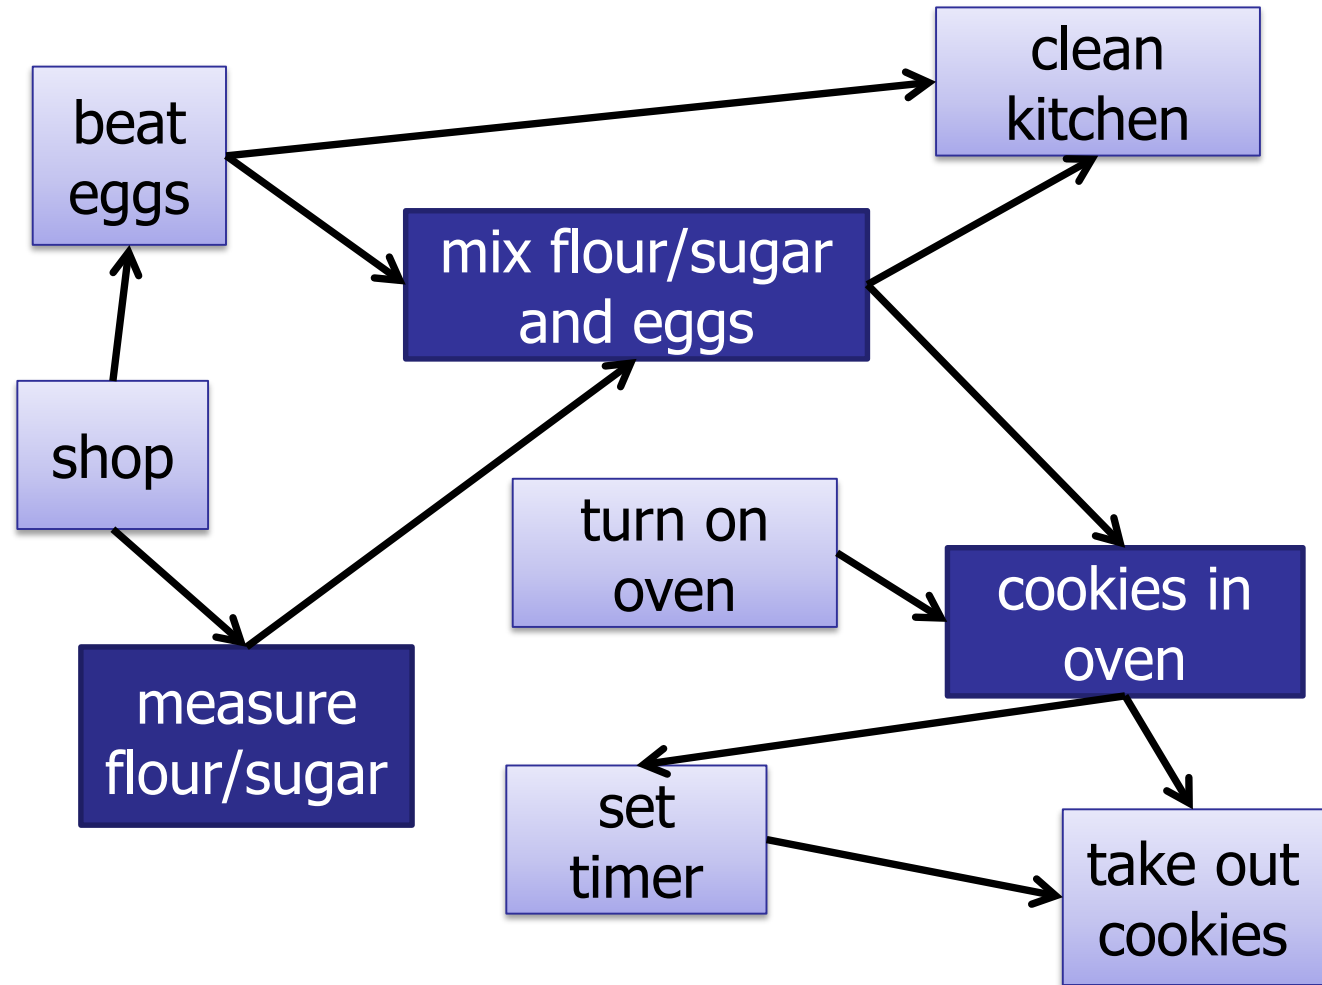 beat
eggs
clean
kitchen
mix flour/sugar
and eggs
shop
turn on
oven
cookies in
oven
measure
flour/sugar
set
timer
take out
cookies